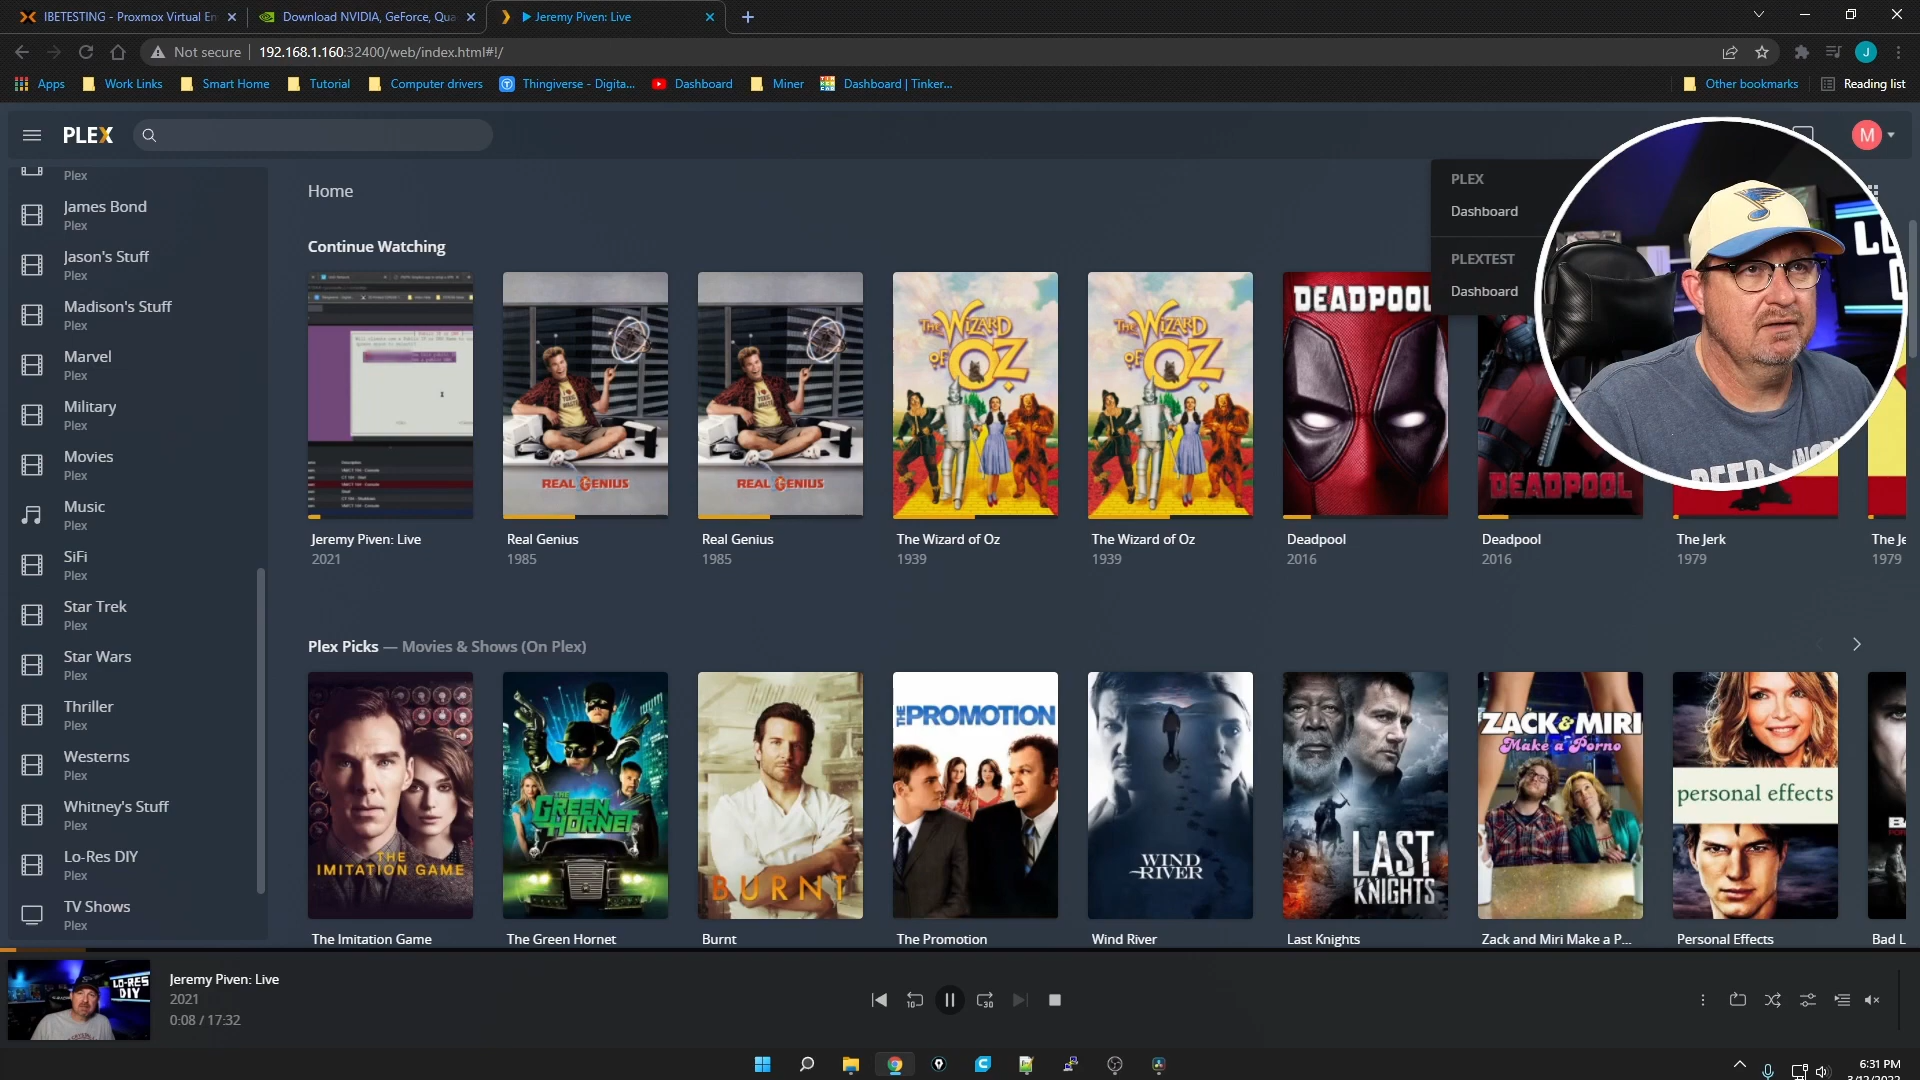 IBETESTING - Proxmox Virtual En
Download NVIDIA, GeForce, Qua
Jeremy Piven: Live
Not secure
192.168.1.160:32400/web/index.html#!/
J
Apps
Work Links
Smart Home
Tutorial
Computer drivers
Thingiverse - Digita...
Dashboard
Miner
Dashboard | Tinker...
Other bookmarks
Reading list
PLEX
M
Plex
James Bond
Plex
Jason's Stuff
Plex
Madison's Stuff
Plex
Marvel
Plex
Military
Plex
Movies
Plex
Music
Plex
SiFi
Plex
Star Trek
Plex
Star Wars
Plex
Thriller
Plex
Westerns
Plex
Whitney's Stuff
Plex
Lo-Res DIY
Plex
TV Shows
Plex
Home
PLEX
Dashboard
PLEXTEST
Dashboard
Continue Watching
REAL GENIUS
REAL GENIUS
THE WIZARD OF OZ
THE WIZARD OF OZ
DEADPOOL
DEADPOOL
Jeremy Piven: Live
2021
Real Genius
1985
Real Genius
1985
The Wizard of Oz
1939
The Wizard of Oz
1939
Deadpool
2016
Deadpool
2016
The Jerk
1979
The Je
1979
Plex Picks — Movies & Shows (On Plex)
THE IMITATION GAME
THE GREEN HORNET
BURNT
THE PROMOTION
WIND RIVER
LAST KNIGHTS
ZACK & MIRI Make a Porno
personal effects
The Imitation Game
The Green Hornet
Burnt
The Promotion
Wind River
Last Knights
Zack and Miri Make a P...
Personal Effects
Bad L
LO-RES
DIY
Jeremy Piven: Live
2021
0:08 / 17:32
10
30
6:31 PM
3/12/2022